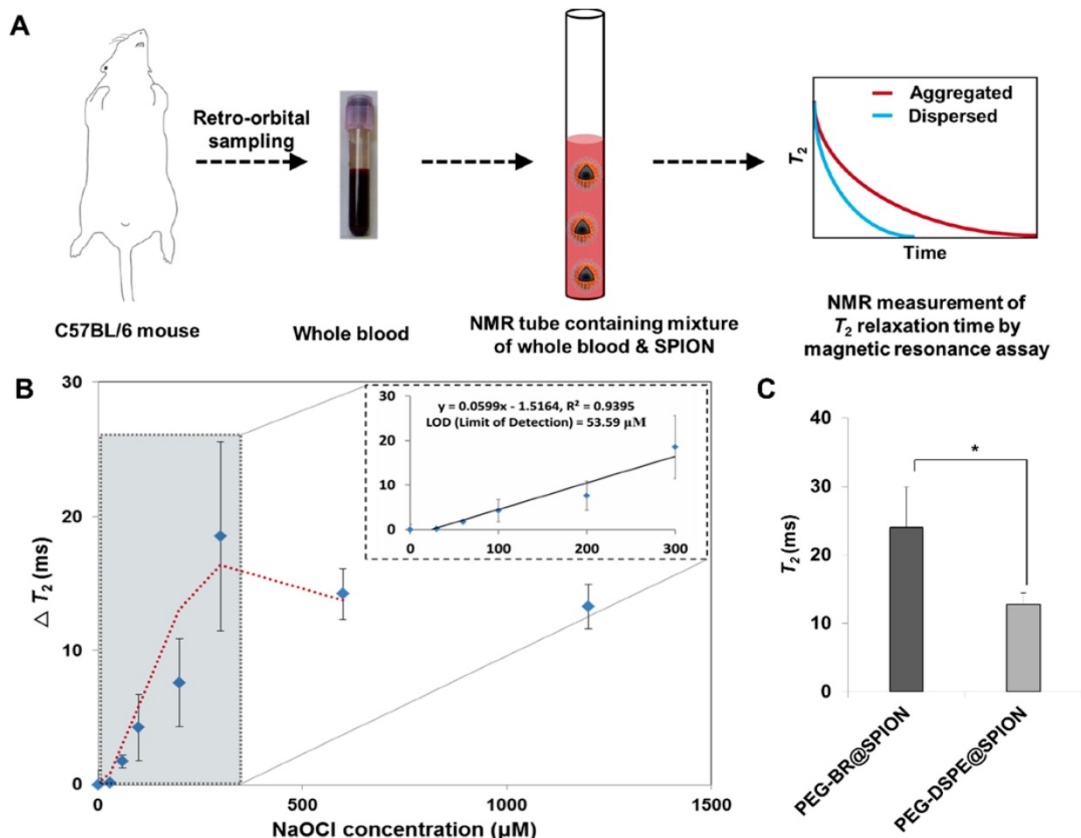 A
Retro-orbital
sampling
Aggregated
Dispersed
T2
Time
C57BL/6 mouse
Whole blood
NMR tube containing mixture
of whole blood & SPION
NMR measurement of
T2 relaxation time by
magnetic resonance assay
B
30
20
10
0
△ T2 (ms)
0
500
1000
1500
NaOCl concentration (µM)
30
20
10
0
y = 0.0599x - 1.5164, R² = 0.9395
LOD (Limit of Detection) = 53.59 µM
0
100
200
300
C
40
30
20
10
0
T2 (ms)
*
PEG-BR@SPION
PEG-DSPE@SPION